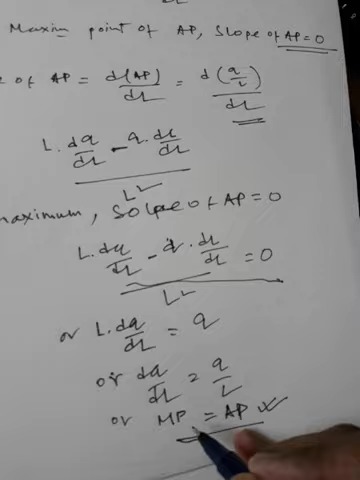 Maxim point of AP, Slope of AP=0
of AP = d(AP)/dL = d(q/L)/dL
L.dq/dL - q.dL/dL
L²
maximum, Slope of AP=0
L.dq/dL - q.dL/dL = 0
L²
or L.dq/dL = q
or dq/dL = q/L
or MP = AP